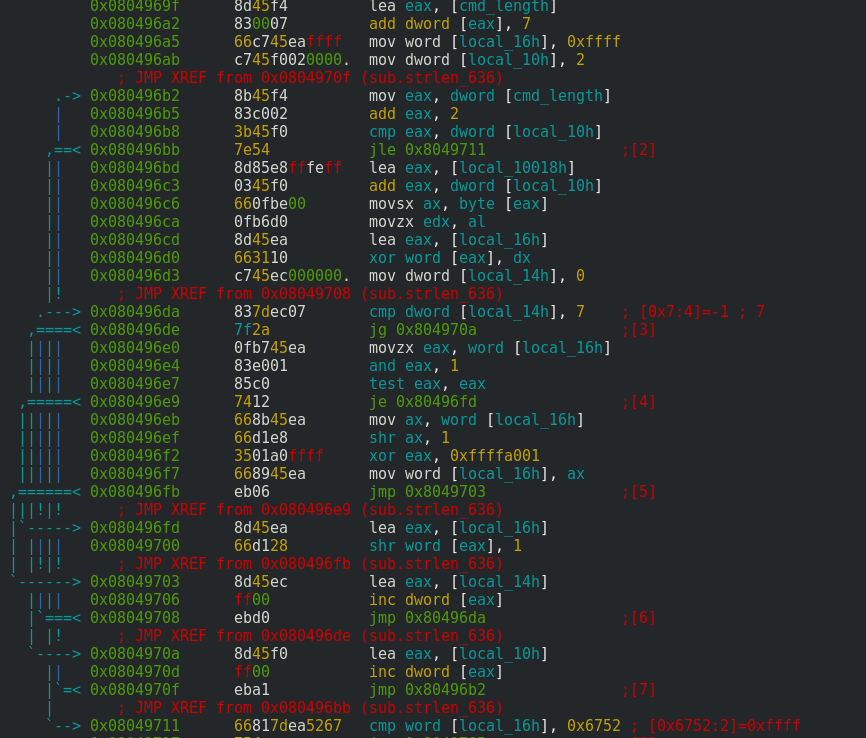 0x0804969f 8d45f4 lea eax, [cmd_length]
0x080496a2 830007 add dword [eax], 7
0x080496a5 66c745eaffff mov word [local_16h], 0xffff
0x080496ab c745f0020000. mov dword [local_10h], 2
; JMP XREF from 0x0804970f (sub.strlen_636)
.-> 0x080496b2 8b45f4 mov eax, dword [cmd_length]
| 0x080496b5 83c002 add eax, 2
| 0x080496b8 3b45f0 cmp eax, dword [local_10h]
,==< 0x080496bb 7e54 jle 0x8049711 ;[2]
|| 0x080496bd 8d85e8fffeff lea eax, [local_10018h]
|| 0x080496c3 0345f0 add eax, dword [local_10h]
|| 0x080496c6 660fbe00 movsx ax, byte [eax]
|| 0x080496ca 0fb6d0 movzx edx, al
|| 0x080496cd 8d45ea lea eax, [local_16h]
|| 0x080496d0 663110 xor word [eax], dx
|| 0x080496d3 c745ec000000. mov dword [local_14h], 0
|! ; JMP XREF from 0x08049708 (sub.strlen_636)
.---> 0x080496da 837dec07 cmp dword [local_14h], 7 ; [0x7:4]=-1 ; 7
,====< 0x080496de 7f2a jg 0x804970a ;[3]
|||| 0x080496e0 0fb745ea movzx eax, word [local_16h]
|||| 0x080496e4 83e001 and eax, 1
|||| 0x080496e7 85c0 test eax, eax
,=====< 0x080496e9 7412 je 0x80496fd ;[4]
||||| 0x080496eb 668b45ea mov ax, word [local_16h]
||||| 0x080496ef 66d1e8 shr ax, 1
||||| 0x080496f2 3501a0ffff xor eax, 0xffffa001
||||| 0x080496f7 668945ea mov word [local_16h], ax
,======< 0x080496fb eb06 jmp 0x8049703 ;[5]
|||!|! ; JMP XREF from 0x080496e9 (sub.strlen_636)
|`-----> 0x080496fd 8d45ea lea eax, [local_16h]
| |||| 0x08049700 66d128 shr word [eax], 1
| |!|! ; JMP XREF from 0x080496fb (sub.strlen_636)
`------> 0x08049703 8d45ec lea eax, [local_14h]
|||| 0x08049706 ff00 inc dword [eax]
|`===< 0x08049708 ebd0 jmp 0x80496da ;[6]
| |! ; JMP XREF from 0x080496de (sub.strlen_636)
`----> 0x0804970a 8d45f0 lea eax, [local_10h]
|| 0x0804970d ff00 inc dword [eax]
|`=< 0x0804970f eba1 jmp 0x80496b2 ;[7]
| ; JMP XREF from 0x080496bb (sub.strlen_636)
`--> 0x08049711 66817dea5267 cmp word [local_16h], 0x6752 ; [0x6752:2]=0xffff